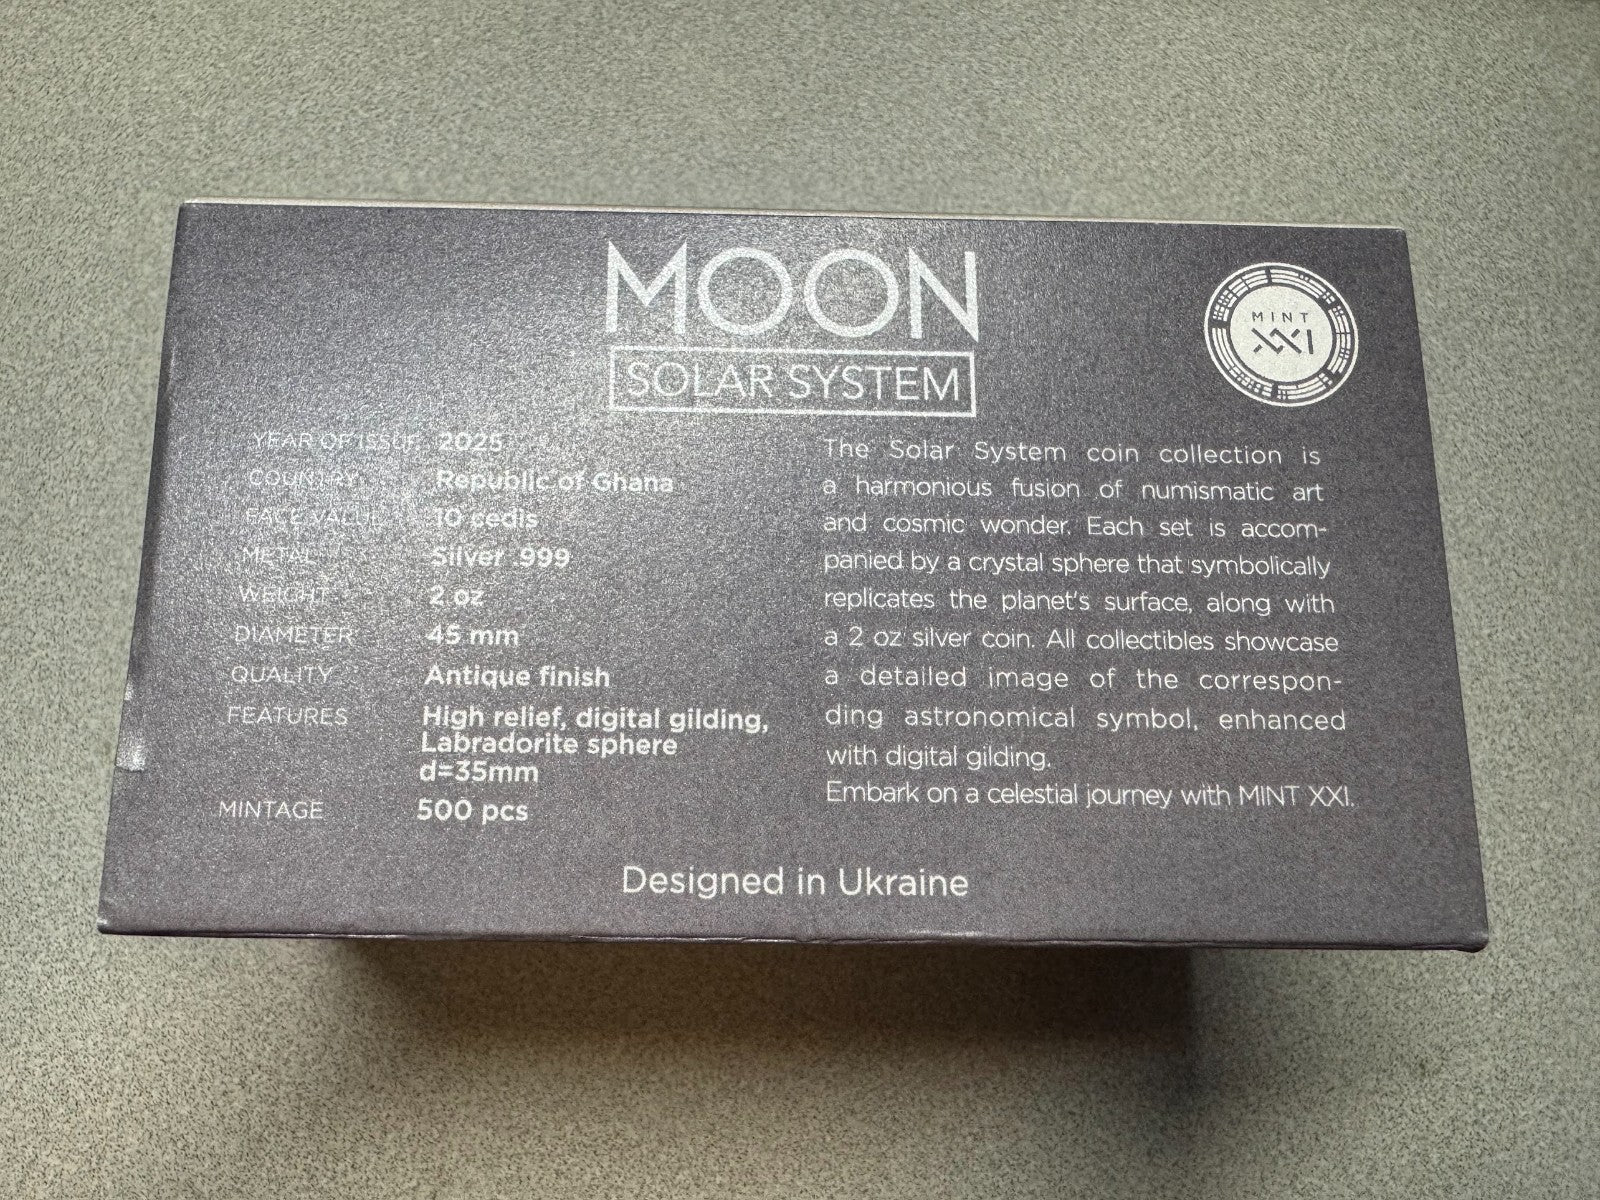 MOON
SOLAR SYSTEM
MINT
XXI
YEAR OF ISSUE 2025
COUNTRY Republic of Ghana
FACE VALUE 10 cedis
METAL Silver .999
WEIGHT 2 oz
DIAMETER 45 mm
QUALITY Antique finish
FEATURES High relief, digital gilding,
Labradorite sphere
d=35mm
MINTAGE 500 pcs
The Solar System coin collection is
a harmonious fusion of numismatic art
and cosmic wonder. Each set is accom-
panied by a crystal sphere that symbolically
replicates the planet's surface, along with
a 2 oz silver coin. All collectibles showcase
a detailed image of the correspon-
ding astronomical symbol, enhanced
with digital gilding.
Embark on a celestial journey with MINT XXI.
Designed in Ukraine